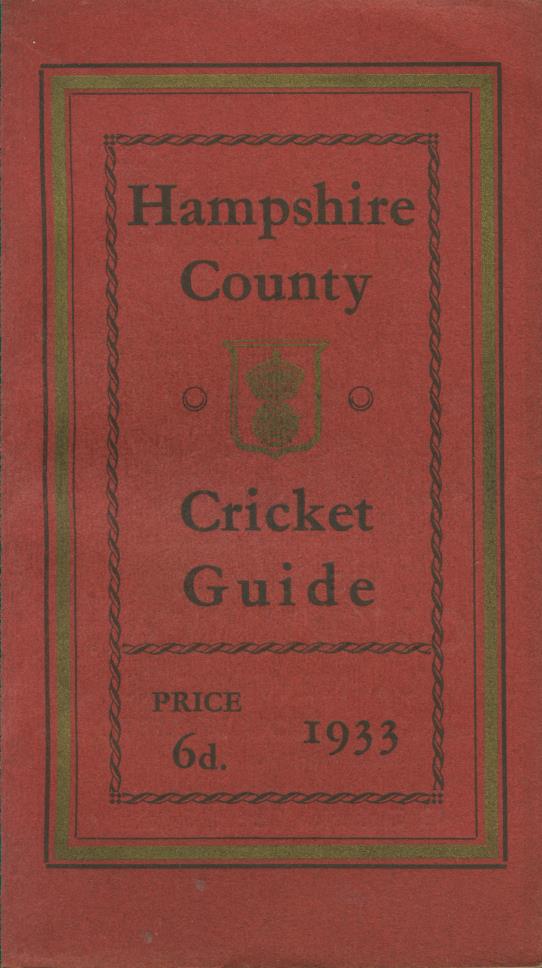 Hampshire
County
Cricket
Guide
PRICE
6d.
1933